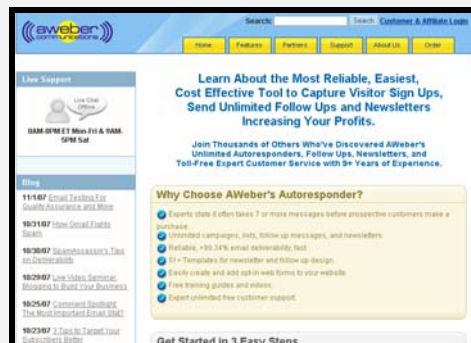 aweber
communications
Search: Search Customer & Affiliate Login
Home Features Partners Support About Us Order
Live Support
Live Chat
Offline
8AM-8PM ET Mon-Fri & 9AM-
5PM Sat
Blog
11/1/07 Email Testing For
Quality Assurance and More
10/31/07 How Gmail Fights
Spam
10/30/07 SpamAssassin's Tips
on Deliverability
10/29/07 Live Video Seminar:
Blogging to Build Your Business
10/25/07 Comment Spotlight:
The Most Important Email Stat?
10/23/07 3 Tips to Target Your
Subscribers Better
Learn About the Most Reliable, Easiest,
Cost Effective Tool to Capture Visitor Sign Ups,
Send Unlimited Follow Ups and Newsletters
Increasing Your Profits.
Join Thousands of Others Who've Discovered AWeber's
Unlimited Autoresponders, Follow Ups, Newsletters, and
Toll-Free Expert Customer Service with 9+ Years of Experience.
Why Choose AWeber's Autoresponder?
Experts state it often takes 7 or more messages before prospective customers make a
purchase.
Unlimited campaigns, lists, follow up messages, and newsletters.
Reliable, +99.34% email deliverability, fast.
51+ Templates for newsletter and follow up design.
Easily create and add opt-in web forms to your website.
Free training guides and videos.
Expert unlimited free customer support.
Get Started in 3 Easy Steps